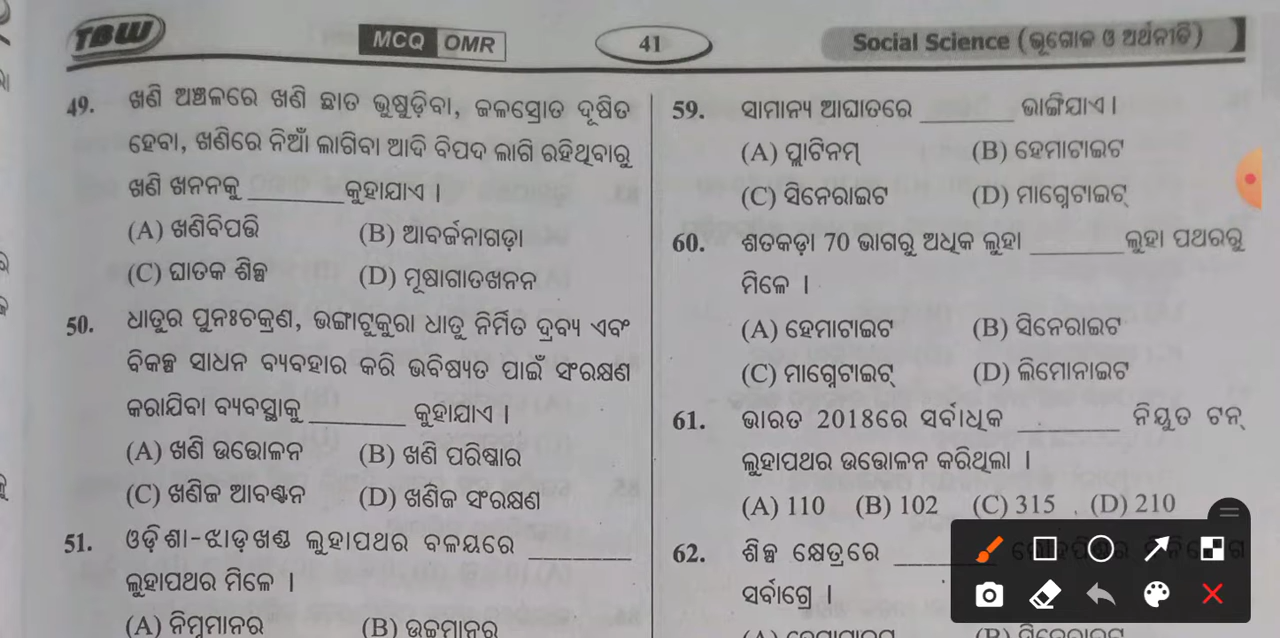 TBW
MCQ OMR
41
Social Science (ଭୂଗୋଳ ଓ ଅର୍ଥନୀତି)
49. ଖଣି ଅଞ୍ଚଳରେ ଖଣି ଛାତ ଭୁଷୁଡ଼ିବା, ଜଳସ୍ରୋତ ଦୂଷିତ
ହେବା, ଖଣିରେ ନିଆଁ ଲାଗିବା ଆଦି ବିପଦ ଲାଗି ରହିଥିବାରୁ
ଖଣି ଖନନକୁ ________ କୁହାଯାଏ ।
(A) ଖଣିବିପତ୍ତି (B) ଆବର୍ଜନାଗଡ଼ା
(C) ଘାତକ ଶିଳ୍ପ (D) ମୂଷାଗାତଖନନ
50. ଧାତୁର ପୁନଃଚକ୍ରଣ, ଭଙ୍ଗାଟୁକୁରା ଧାତୁ ନିର୍ମିତ ଦ୍ରବ୍ୟ ଏବଂ
ବିକଳ୍ପ ସାଧନ ବ୍ୟବହାର କରି ଭବିଷ୍ୟତ ପାଇଁ ସଂରକ୍ଷଣ
କରାଯିବା ବ୍ୟବସ୍ଥାକୁ ________ କୁହାଯାଏ ।
(A) ଖଣି ଉତ୍ତୋଳନ (B) ଖଣି ପରିଷ୍କାର
(C) ଖଣିଜ ଆବଣ୍ଟନ (D) ଖଣିଜ ସଂରକ୍ଷଣ
51. ଓଡ଼ିଶା-ଝାଡ଼ଖଣ୍ଡ ଲୁହାପଥର ବଳୟରେ ________
ଲୁହାପଥର ମିଳେ ।
(A) ନିମ୍ନମାନର (B) ଉଚ୍ଚମାନର
59. ସାମାନ୍ୟ ଆଘାତରେ ________ ଭାଙ୍ଗିଯାଏ ।
(A) ପ୍ଲାଟିନମ୍ (B) ହେମାଟାଇଟ
(C) ସିଡେରାଇଟ (D) ମାଗ୍ନେଟାଇଟ୍
60. ଶତକଡ଼ା 70 ଭାଗରୁ ଅଧିକ ଲୁହା ________ ଲୁହା ପଥରରୁ
ମିଳେ ।
(A) ହେମାଟାଇଟ (B) ସିଡେରାଇଟ
(C) ମାଗ୍ନେଟାଇଟ୍ (D) ଲିମୋନାଇଟ
61. ଭାରତ 2018ରେ ସର୍ବାଧିକ ________ ନିୟୁତ ଟନ୍
ଲୁହାପଥର ଉତ୍ତୋଳନ କରିଥିଲା ।
(A) 110 (B) 102 (C) 315 (D) 210
62. ଶିଳ୍ପ କ୍ଷେତ୍ରରେ ________
ସର୍ବାଗ୍ରେ ।